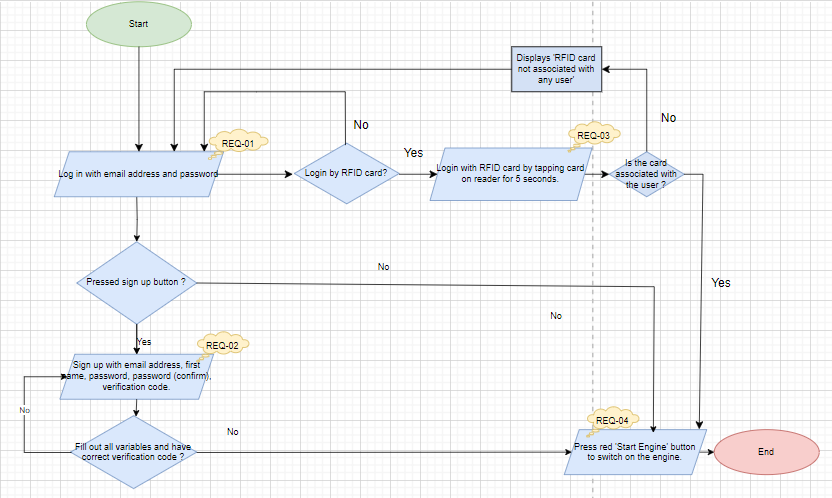 Start
Displays 'RFID card
not associated with
any user'
No
No
REQ-01
REQ-03
Yes
Log in with email address and password
Login by RFID card?
Login with RFID card by tapping card
on reader for 5 seconds.
Is the card
associated with
the user ?
No
Pressed sign up button ?
Yes
No
Yes
REQ-02
Sign up with email address, first
name, password, password (confirm),
verification code.
No
No
REQ-04
Fill out all variables and have
correct verification code ?
Press red 'Start Engine' button
to switch on the engine.
End